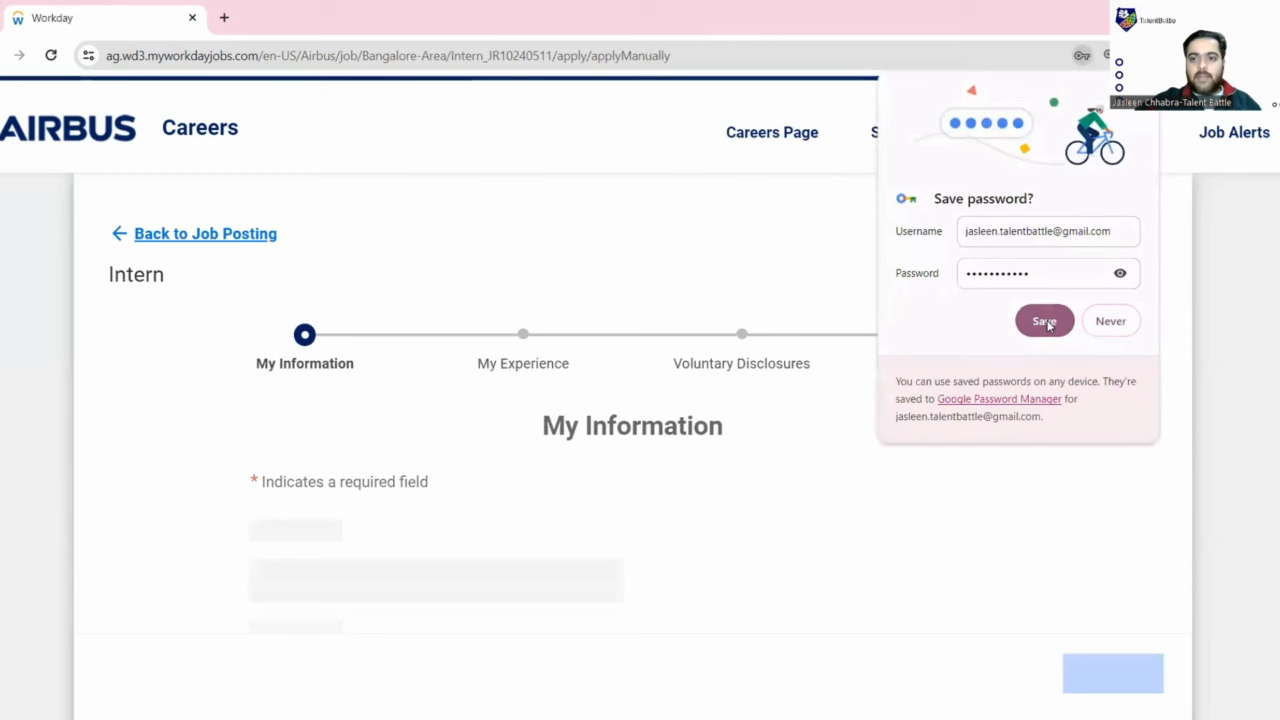 Workday
TalentBattle
ag.wd3.myworkdayjobs.com/en-US/Airbus/job/Bangalore-Area/Intern_JR10240511/apply/applyManually
Jasleen Chhabra-Talent Battle
AIRBUS Careers
Careers Page
S
Job Alerts
Save password?
Username jasleen.talentbattle@gmail.com
Password •••••••••••
Save Never
You can use saved passwords on any device. They're
saved to Google Password Manager for
jasleen.talentbattle@gmail.com.
← Back to Job Posting
Intern
My Information
My Experience
Voluntary Disclosures
My Information
* Indicates a required field